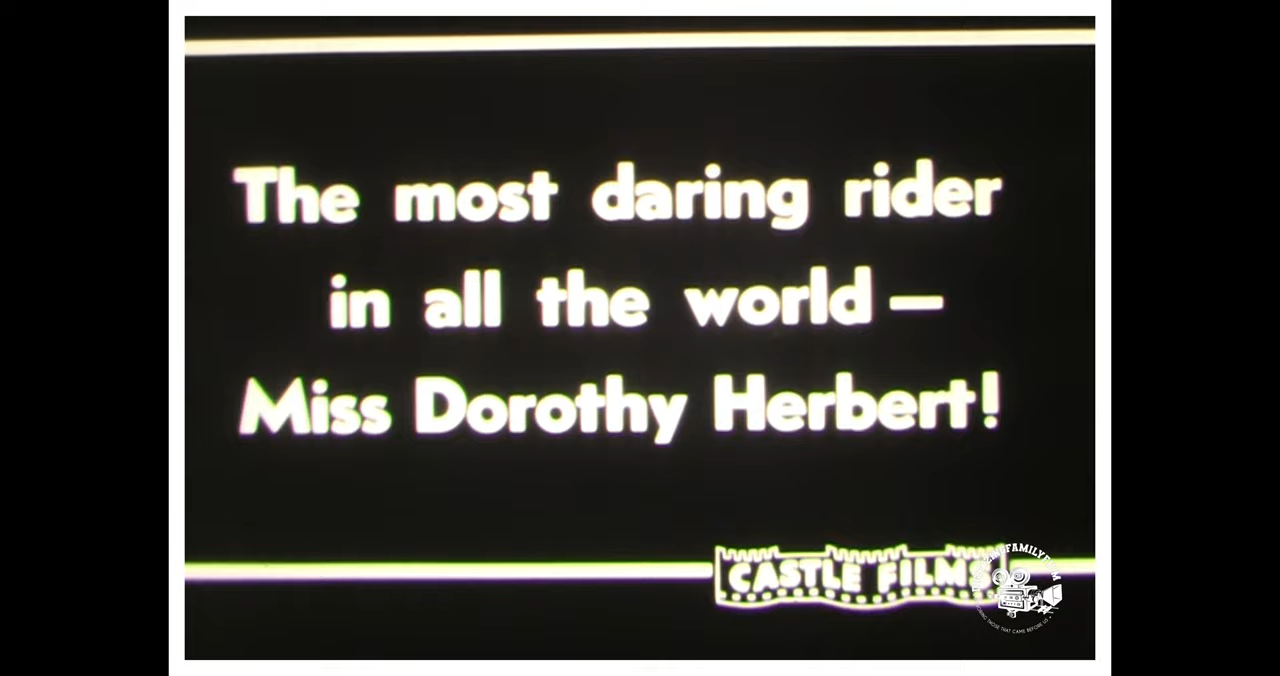 The most daring rider
in all the world —
Miss Dorothy Herbert!
CASTLE FILMS